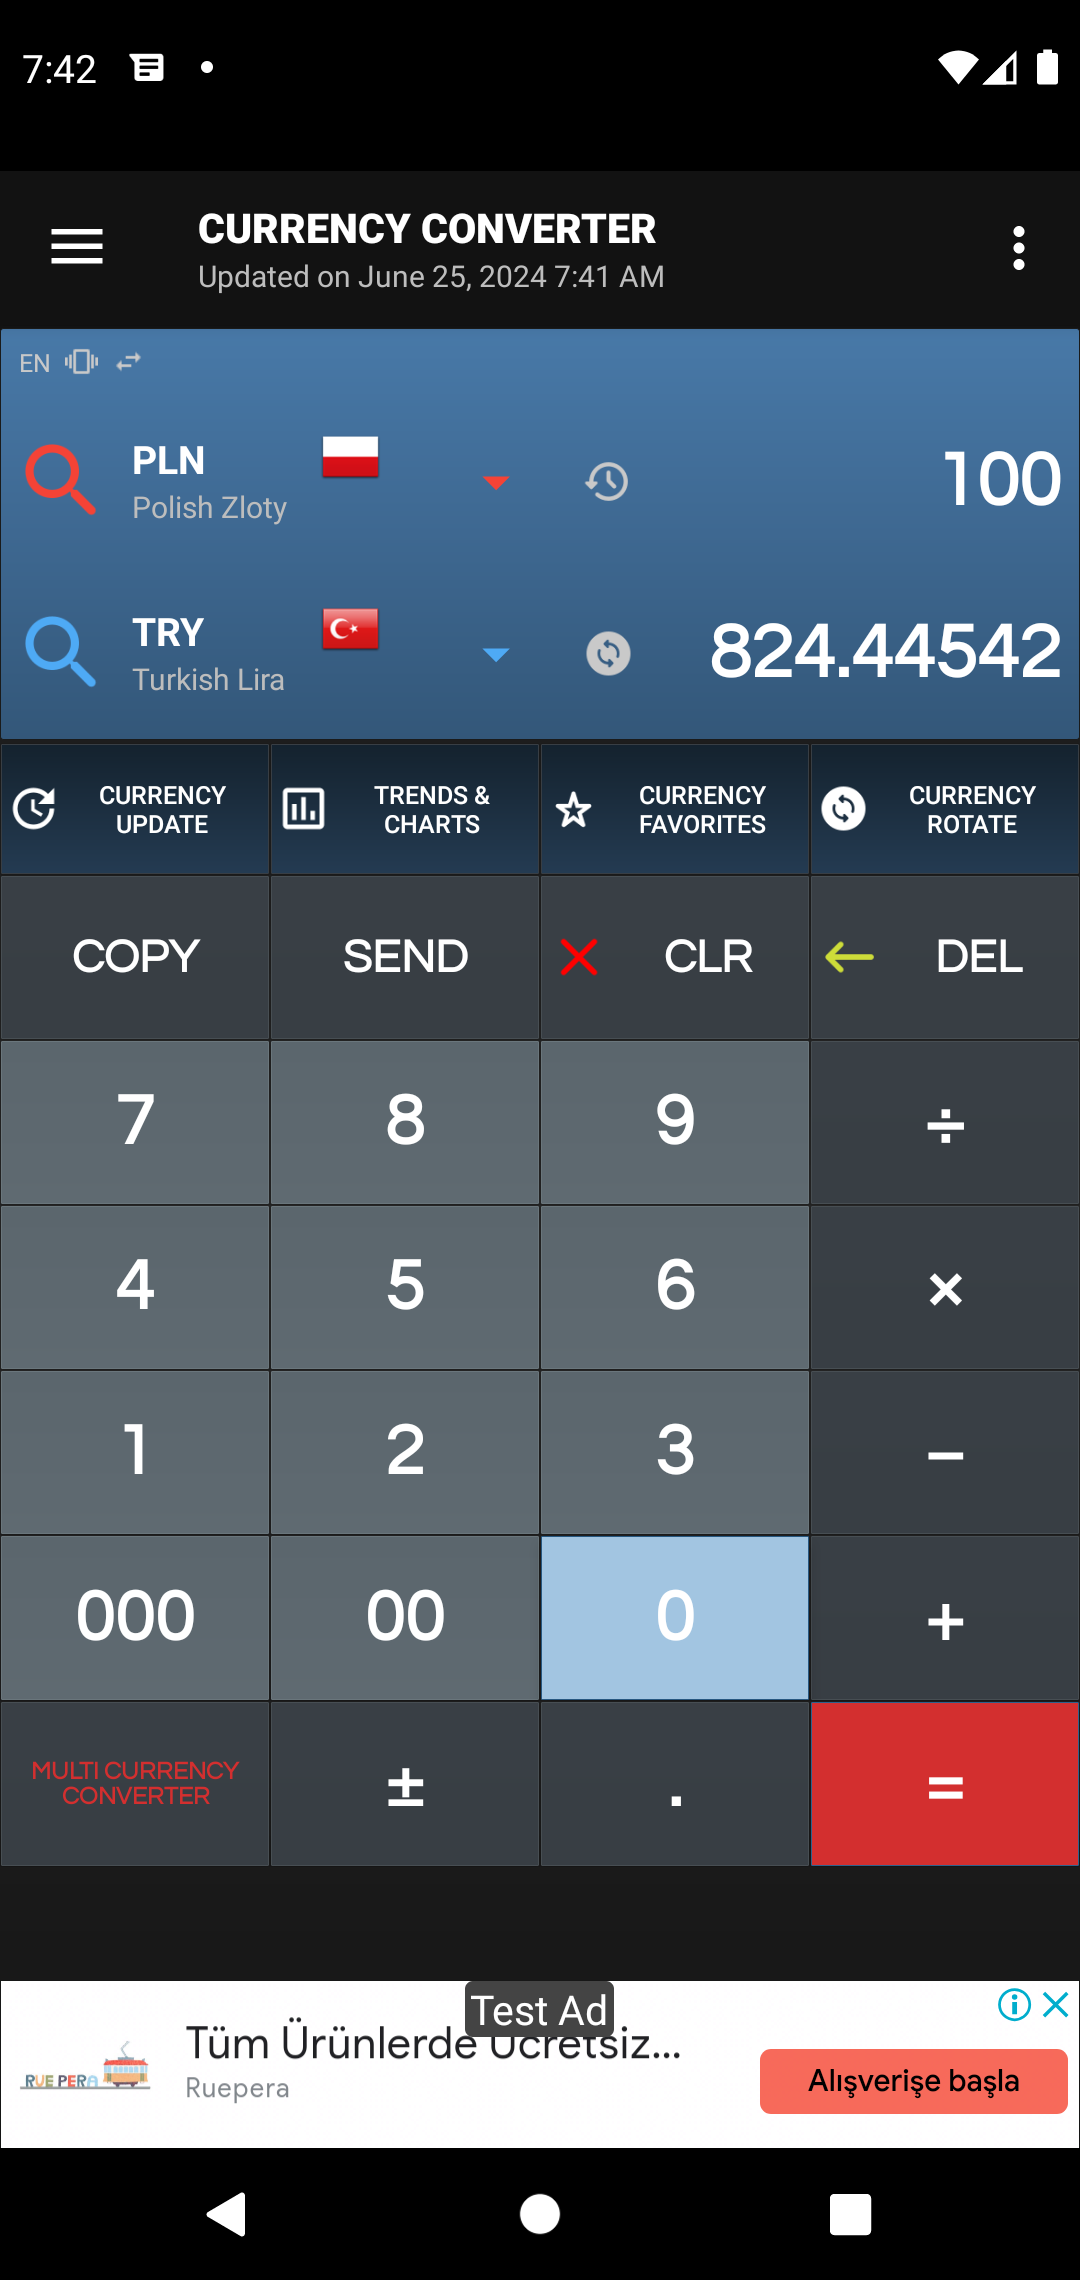 7:42
CURRENCY CONVERTER
Updated on June 25, 2024 7:41 AM
EN
PLN
Polish Zloty
100
TRY
Turkish Lira
824.44542
CURRENCY
UPDATE
TRENDS &
CHARTS
CURRENCY
FAVORITES
CURRENCY
ROTATE
COPY
SEND
CLR
DEL
7
8
9
÷
4
5
6
×
1
2
3
−
000
00
0
+
MULTI CURRENCY
CONVERTER
±
.
=
Test Ad
Tüm Ürünlerde Ücretsiz...
Ruepera
RUE PERA
Alışverişe başla